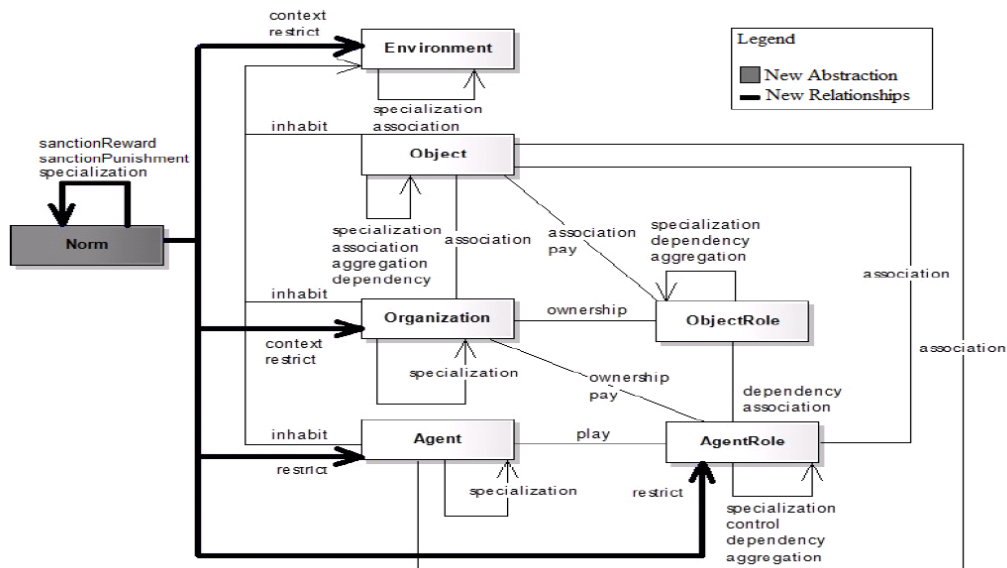 context
restrict
Environment
Legend
New Abstraction
New Relationships
specialization
association
inhabit
Object
sanctionReward
sanctionPunishment
specialization
Norm
specialization
association
aggregation
dependency
association
association
pay
specialization
dependency
aggregation
association
association
inhabit
Organization
ownership
ObjectRole
context
restrict
specialization
ownership
pay
dependency
association
inhabit
Agent
play
AgentRole
restrict
specialization
restrict
specialization
control
dependency
aggregation